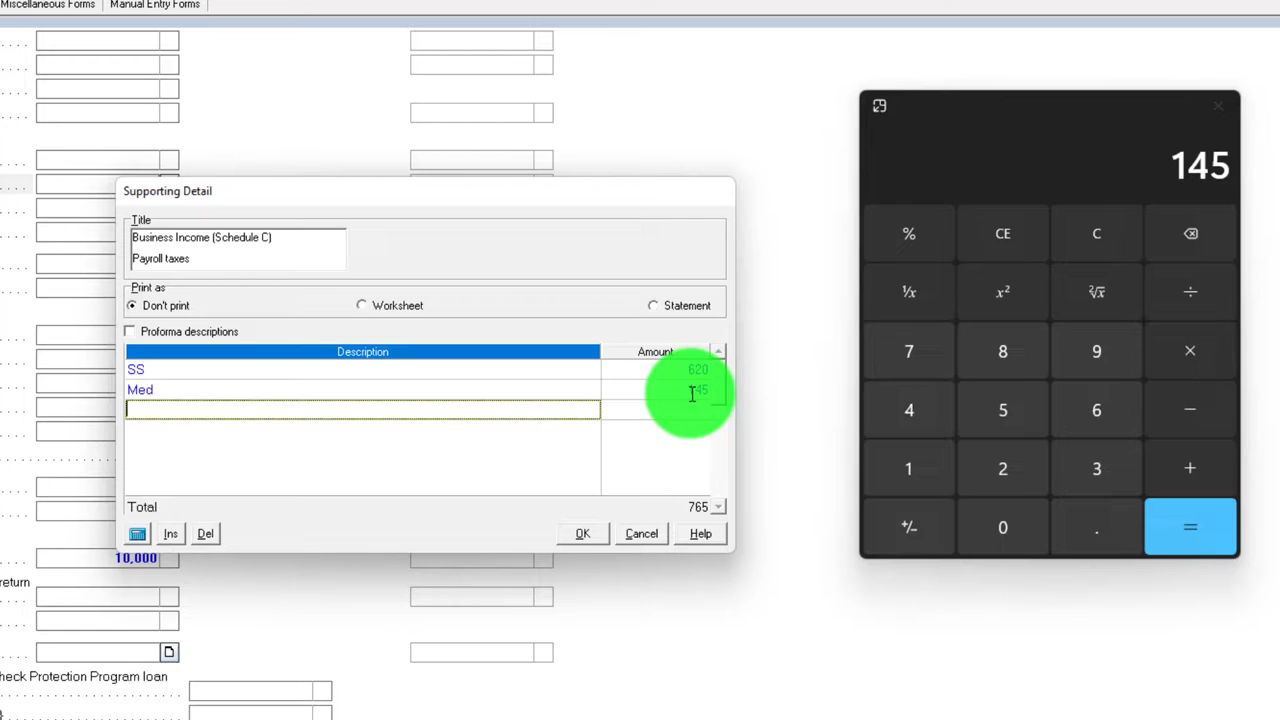 Miscellaneous Forms Manual Entry Forms
145
Supporting Detail
Title
Business Income (Schedule C)
Payroll taxes
Print as
Don't print Worksheet Statement
Proforma descriptions
Description Amount
SS 620
Med 145
Total 765
Ins Del OK Cancel Help
10,000
return
heck Protection Program loan
% CE C
¹/x x² ²√x ÷
7 8 9 ×
4 5 6 −
1 2 3 +
+/− 0 . =